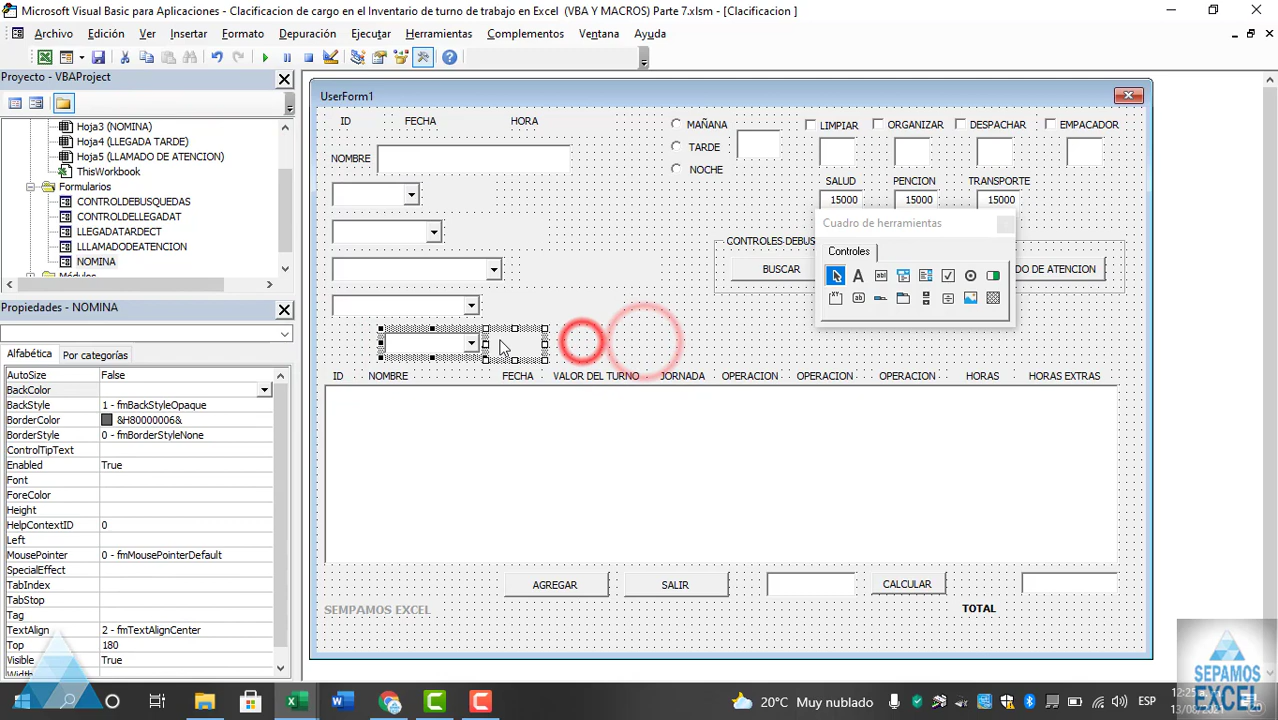 Microsoft Visual Basic para Aplicaciones - Clacificacion de cargo en el Inventario de turno de trabajo en Excel  (VBA Y MACROS) Parte 7.xlsm - [Clacificacion ]
Archivo Edición Ver Insertar Formato Depuración Ejecutar Herramientas Complementos Ventana Ayuda
Proyecto - VBAProject
Hoja3 (NOMINA)
Hoja4 (LLEGADA TARDE)
Hoja5 (LLAMADO DE ATENCION)
ThisWorkbook
Formularios
CONTROLDEBUSQUEDAS
CONTROLDELLEGADAT
LLEGADATARDECT
LLLAMADODEATENCION
NOMINA
Módulos
Propiedades - NOMINA
Alfabética Por categorías
AutoSize False
BackColor
BackStyle 1 - fmBackStyleOpaque
BorderColor &H80000006&
BorderStyle 0 - fmBorderStyleNone
ControlTipText
Enabled True
Font
ForeColor
Height
HelpContextID 0
Left
MousePointer 0 - fmMousePointerDefault
SpecialEffect
TabIndex
TabStop
Tag
TextAlign 2 - fmTextAlignCenter
Top 180
Visible True
Width
UserForm1
ID FECHA HORA
NOMBRE
MAÑANA
TARDE
NOCHE
LIMPIAR ORGANIZAR DESPACHAR EMPACADOR
SALUD PENCION TRANSPORTE
15000 15000 15000
CONTROLES DEBUS
BUSCAR
DO DE ATENCION
Cuadro de herramientas
Controles
ID NOMBRE FECHA VALOR DEL TURNO JORNADA OPERACION OPERACION OPERACION HORAS HORAS EXTRAS
AGREGAR SALIR CALCULAR
SEMPAMOS EXCEL
TOTAL
20°C Muy nublado
ESP
13/08/2021
SEPAMOS
EXCEL